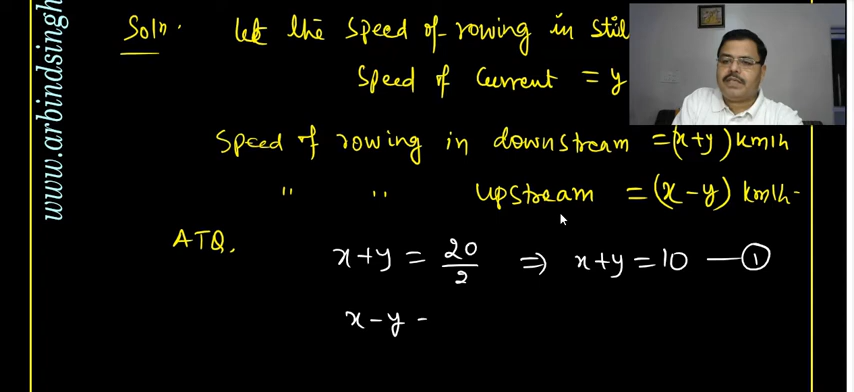 www.arbindsingh
Soln. Let the speed of rowing in still
Speed of Current = y
Speed of rowing in downstream = (x+y) km/h
" " upstream = (x-y) km/h.
ATQ.
x+y = 20/2 ⇒ x+y = 10 — ①
x-y =